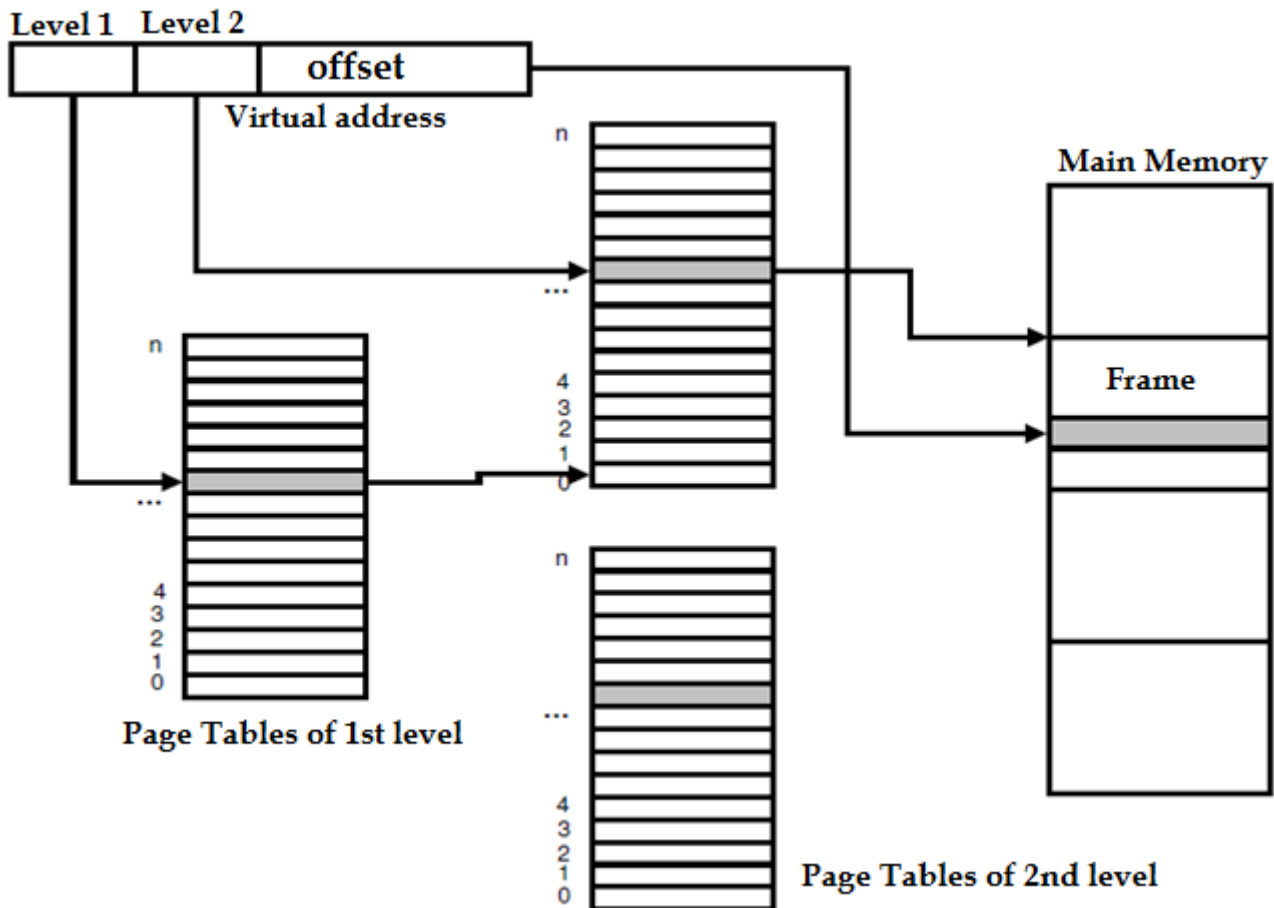 Level 1 Level 2
offset
Virtual address
n
...
4
3
2
1
0
Main Memory
Frame
n
...
4
3
2
1
0
Page Tables of 1st level
n
...
4
3
2
1
0
Page Tables of 2nd level